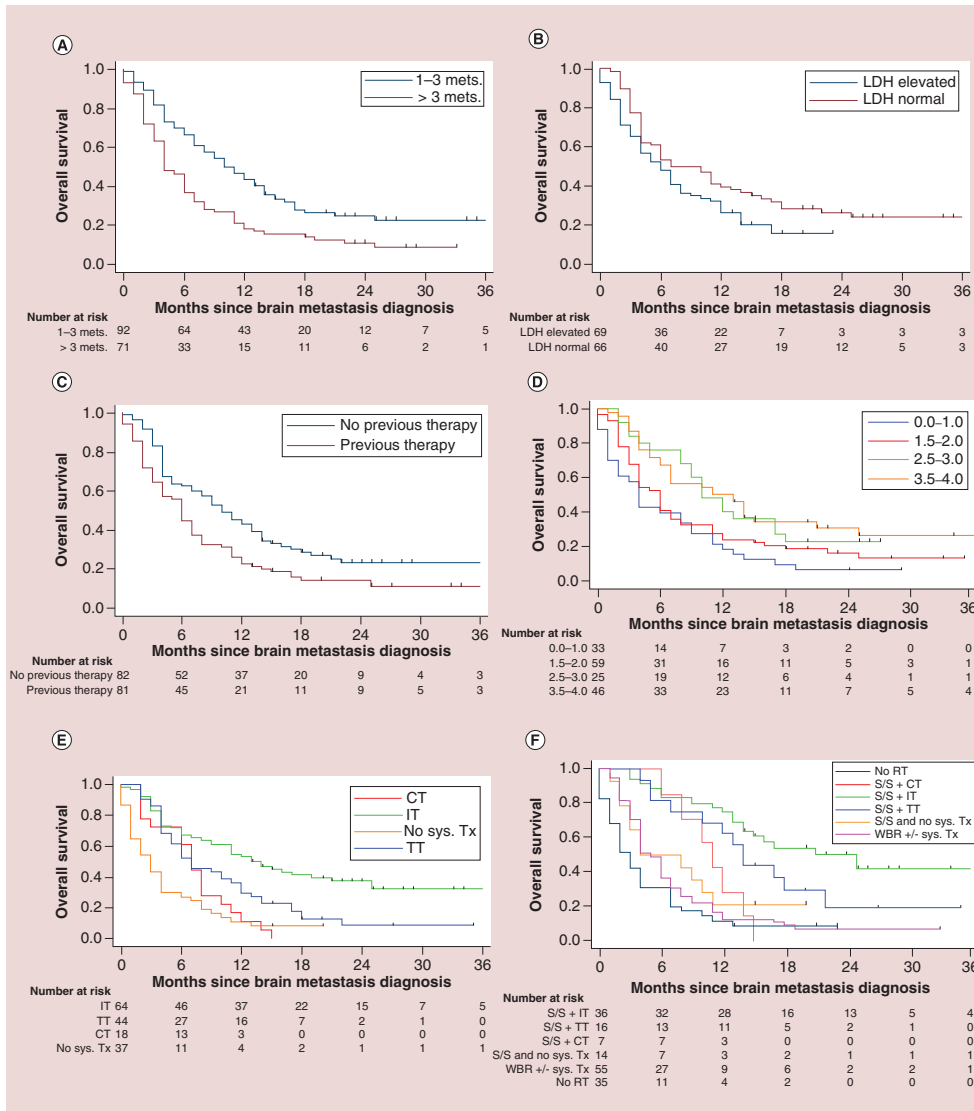 A
1.0
0.8
0.6
0.4
0.2
0.0
Overall survival
1–3 mets.
> 3 mets.
0 6 12 18 24 30 36
Months since brain metastasis diagnosis
Number at risk
1–3 mets. 92 64 43 20 12 7 5
> 3 mets. 71 33 15 11 6 2 1
B
1.0
0.8
0.6
0.4
0.2
0.0
Overall survival
LDH elevated
LDH normal
0 6 12 18 24 30 36
Months since brain metastasis diagnosis
Number at risk
LDH elevated 69 36 22 7 3 3 3
LDH normal 66 40 27 19 12 5 3
C
1.0
0.8
0.6
0.4
0.2
0.0
Overall survival
No previous therapy
Previous therapy
0 6 12 18 24 30 36
Months since brain metastasis diagnosis
Number at risk
No previous therapy 82 52 37 20 9 4 3
Previous therapy 81 45 21 11 9 5 3
D
1.0
0.8
0.6
0.4
0.2
0.0
Overall survival
0.0–1.0
1.5–2.0
2.5–3.0
3.5–4.0
0 6 12 18 24 30 36
Months since brain metastasis diagnosis
Number at risk
0.0–1.0 33 14 7 3 2 0 0
1.5–2.0 59 31 16 11 5 3 1
2.5–3.0 25 19 12 6 4 1 1
3.5–4.0 46 33 23 11 7 5 4
E
1.0
0.8
0.6
0.4
0.2
0.0
Overall survival
CT
IT
No sys. Tx
TT
0 6 12 18 24 30 36
Months since brain metastasis diagnosis
Number at risk
IT 64 46 37 22 15 7 5
TT 44 27 16 7 2 1 0
CT 18 13 3 0 0 0 0
No sys. Tx 37 11 4 2 1 1 1
F
1.0
0.8
0.6
0.4
0.2
0.0
Overall survival
No RT
S/S + CT
S/S + IT
S/S + TT
S/S and no sys. Tx
WBR +/- sys. Tx
0 6 12 18 24 30 36
Months since brain metastasis diagnosis
Number at risk
S/S + IT 36 32 28 16 13 5 4
S/S + TT 16 13 11 5 2 1 0
S/S + CT 7 7 3 0 0 0 0
S/S and no sys. Tx 14 7 3 2 1 1 1
WBR +/- sys. Tx 55 27 9 6 2 2 1
No RT 35 11 4 2 0 0 0